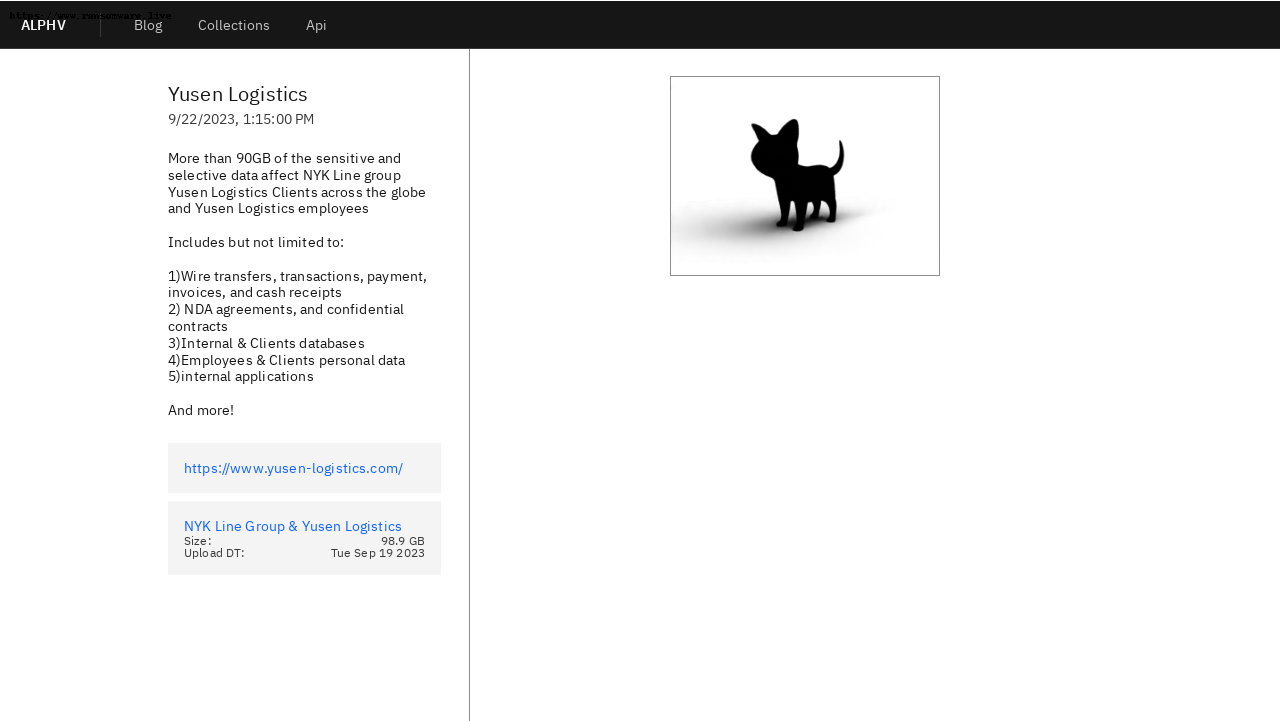 https://www.ransomware.live
ALPHV
Blog
Collections
Api
Yusen Logistics
9/22/2023, 1:15:00 PM
More than 90GB of the sensitive and
selective data affect NYK Line group
Yusen Logistics Clients across the globe
and Yusen Logistics employees
Includes but not limited to:
1)Wire transfers, transactions, payment,
invoices, and cash receipts
2) NDA agreements, and confidential
contracts
3)Internal & Clients databases
4)Employees & Clients personal data
5)internal applications
And more!
https://www.yusen-logistics.com/
NYK Line Group & Yusen Logistics
Size: 98.9 GB
Upload DT: Tue Sep 19 2023